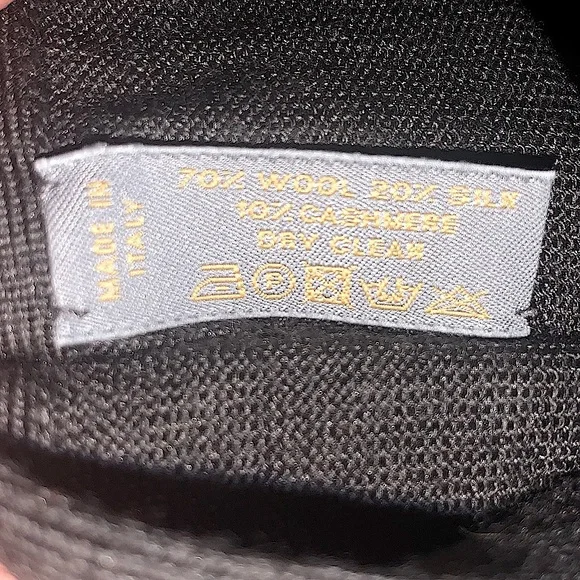 MADE IN
ITALY
70% WOOL 20% SILK
10% CASHMERE
DRY CLEAN
P